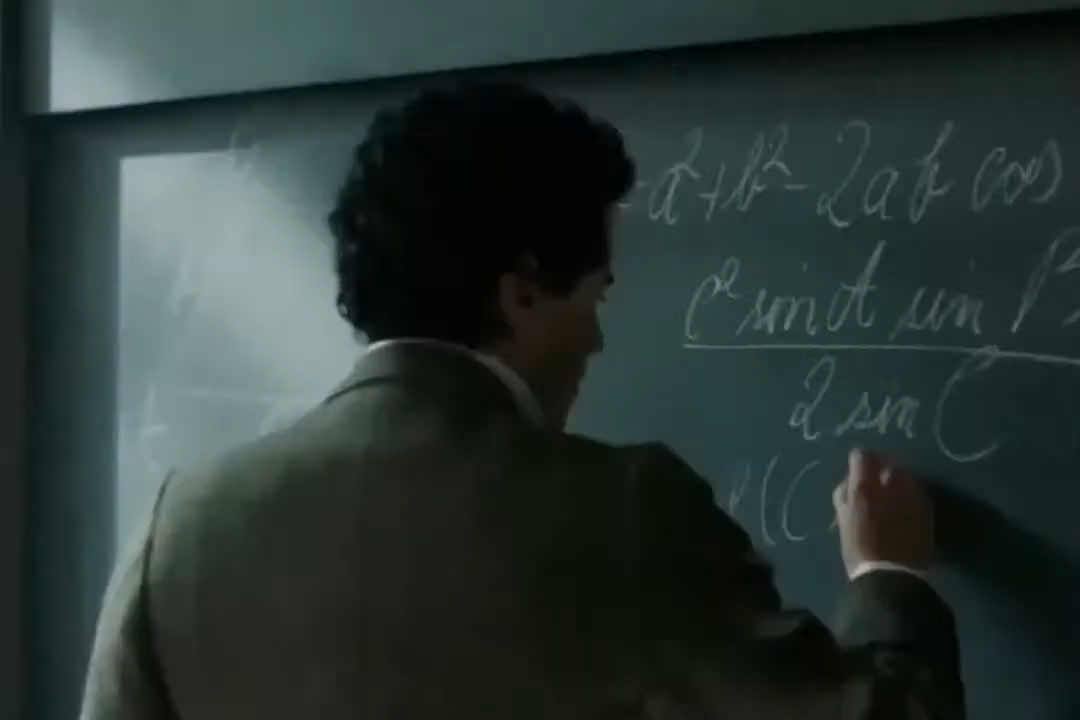 =a²+b²-2ab cos
c² sin A sin B
2 sin C